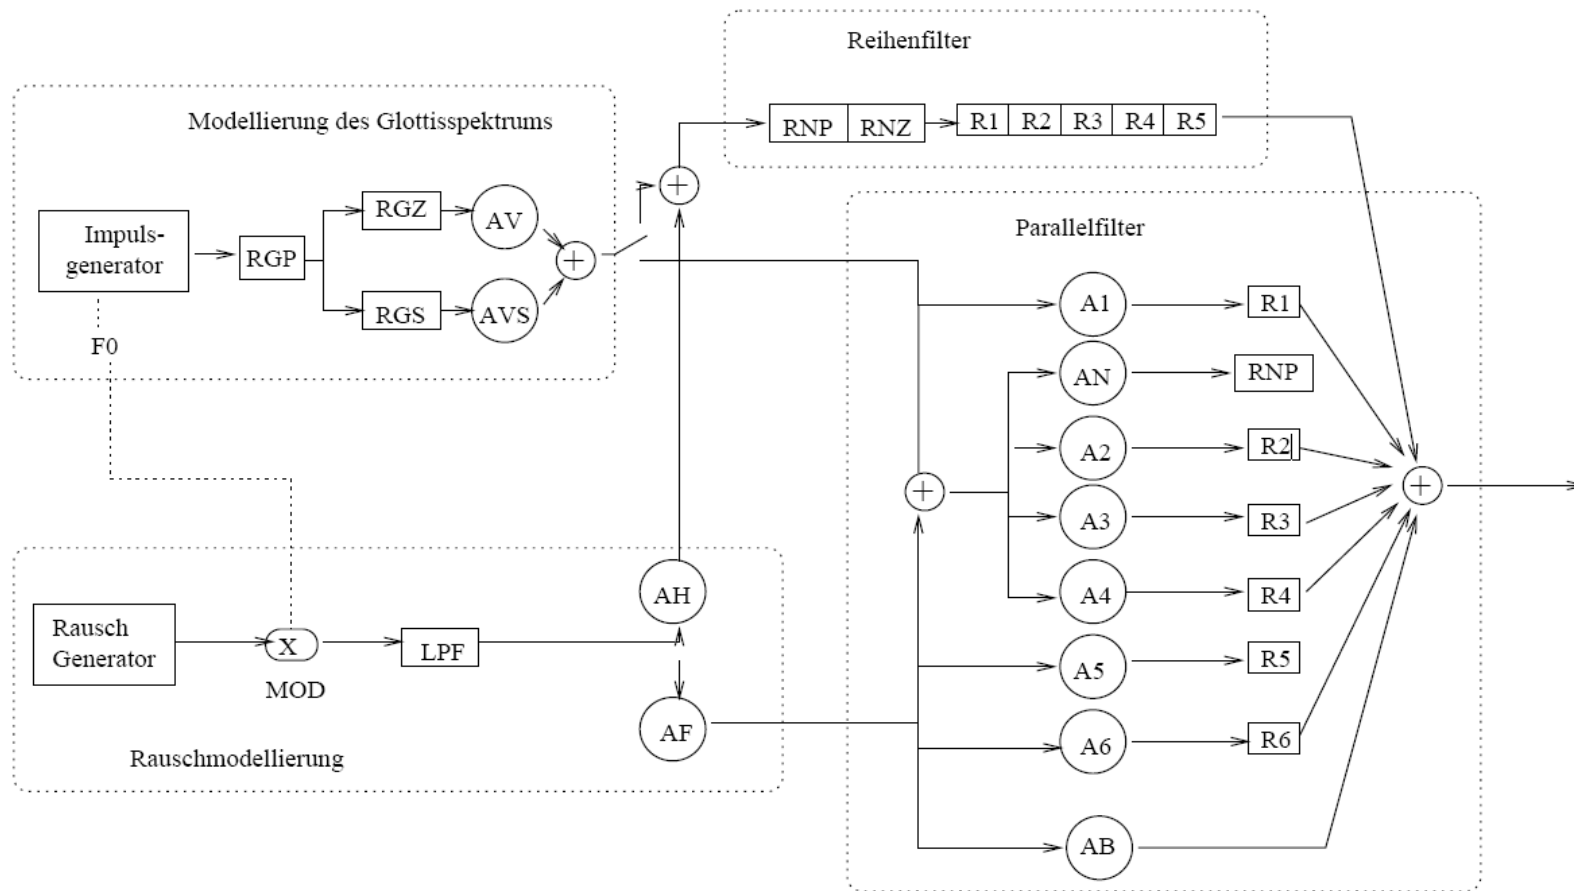 Reihenfilter
RNP RNZ R1 R2 R3 R4 R5
Modellierung des Glottisspektrums
Impuls-
generator
RGP
RGZ
AV
+
RGS
AVS
F0
+
Parallelfilter
A1 R1
AN RNP
A2 R2
+
A3 R3
A4 R4
A5 R5
A6 R6
AB
+
Rausch
Generator
X
MOD
LPF
AH
AF
Rauschmodellierung